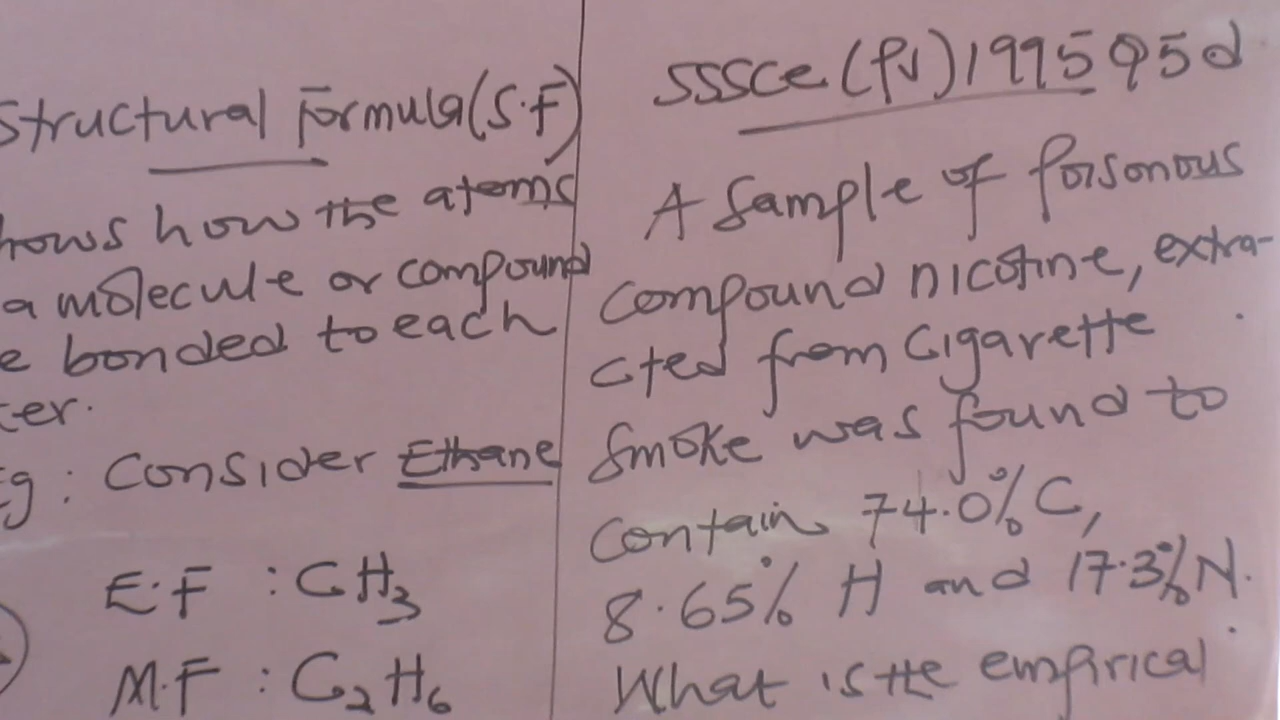 Structural Formula (S.F)
hows how the atoms
a molecule or compound
e bonded to each
er.
Eg: Consider Ethane
E.F : CH3
M.F : C2H6
SSSCE (PV) 1995 Q5d
A Sample of Poisonous
Compound nicotine, extra-
cted from Cigarette
Smoke was found to
Contain 74.0% C,
8.65% H and 17.3% N.
What is the empirical